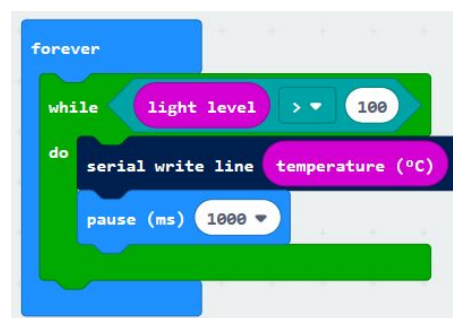 forever
while light level > 100
do
serial write line temperature (°C)
pause (ms) 1000